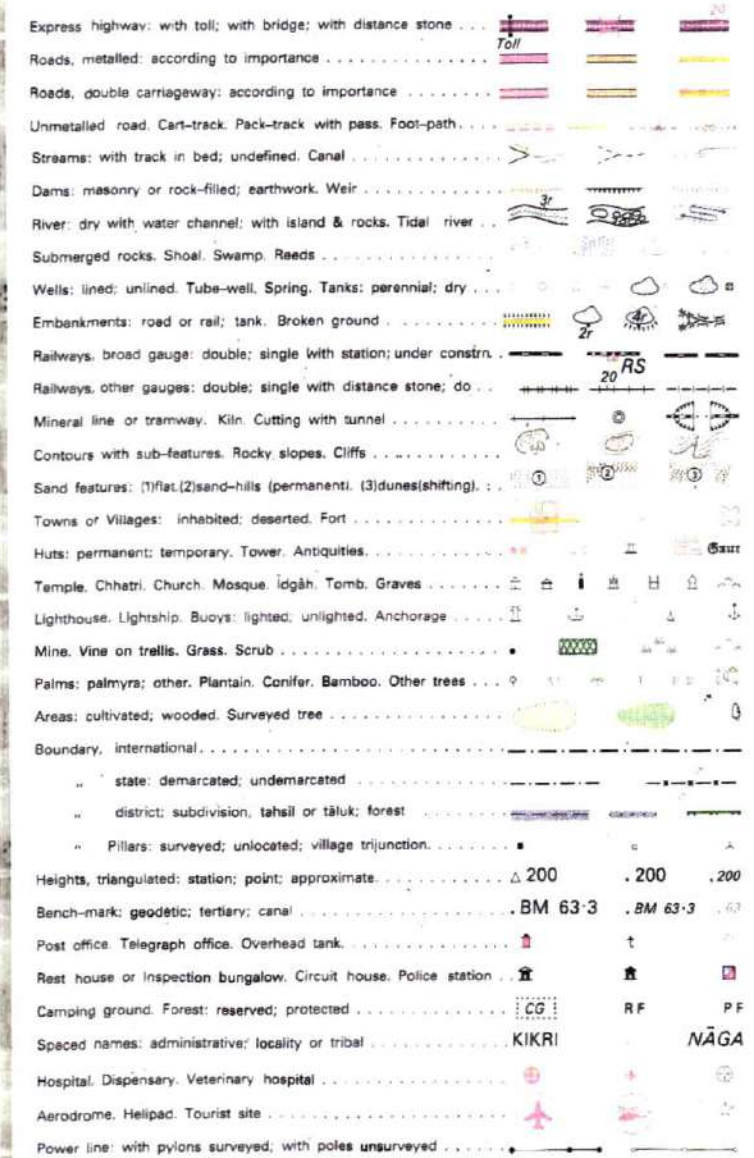 20
Express highway: with toll; with bridge; with distance stone
Toll
Roads, metalled: according to importance
Roads, double carriageway: according to importance
Unmetalled road. Cart-track. Pack-track with pass. Foot-path.
Streams: with track in bed; undefined. Canal
Dams: masonry or rock-filled; earthwork. Weir
3r
River: dry with water channel; with island & rocks. Tidal river
Submerged rocks. Shoal. Swamp. Reeds
Wells: lined; unlined. Tube-well. Spring. Tanks: perennial; dry
Embankments: road or rail; tank. Broken ground 2r 4r
Railways, broad gauge: double; single with station; under constrn. RS
Railways, other gauges: double; single with distance stone; do 20
Mineral line or tramway. Kiln. Cutting with tunnel
Contours with sub-features. Rocky slopes. Cliffs
Sand features: (1)flat.(2)sand-hills (permanent). (3)dunes(shifting). 1 2 3
Towns or Villages: inhabited; deserted. Fort
Huts: permanent; temporary. Tower. Antiquities. Gaur
Temple. Chhatri. Church. Mosque. Īdgāh. Tomb. Graves
Lighthouse. Lightship. Buoys: lighted; unlighted. Anchorage
Mine. Vine on trellis. Grass. Scrub
Palms: palmyra; other. Plantain. Conifer. Bamboo. Other trees
Areas: cultivated; wooded. Surveyed tree
Boundary, international
" state: demarcated; undemarcated
" district; subdivision, tahsil or tāluk; forest
" Pillars: surveyed; unlocated; village trijunction.
Heights, triangulated: station; point; approximate. 200 .200 .200
Bench-mark: geodetic; tertiary; canal .BM 63·3 .BM 63·3 .63
Post office. Telegraph office. Overhead tank. t
Rest house or Inspection bungalow. Circuit house. Police station
Camping ground. Forest: reserved; protected CG RF PF
Spaced names: administrative; locality or tribal KIKRI NĀGA
Hospital. Dispensary. Veterinary hospital
Aerodrome. Helipad. Tourist site
Power line: with pylons surveyed; with poles unsurveyed